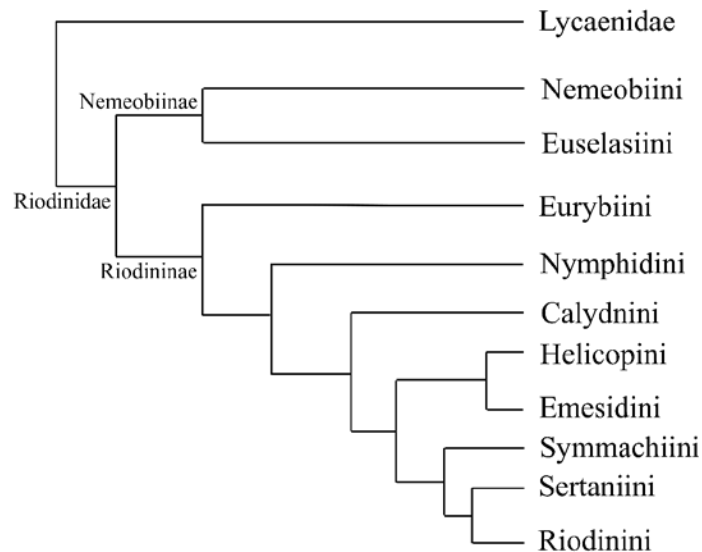 Lycaenidae
Nemeobiinae
Nemeobiini
Euselasiini
Riodinidae
Eurybiini
Riodininae
Nymphidini
Calydnini
Helicopini
Emesidini
Symmachiini
Sertaniini
Riodinini